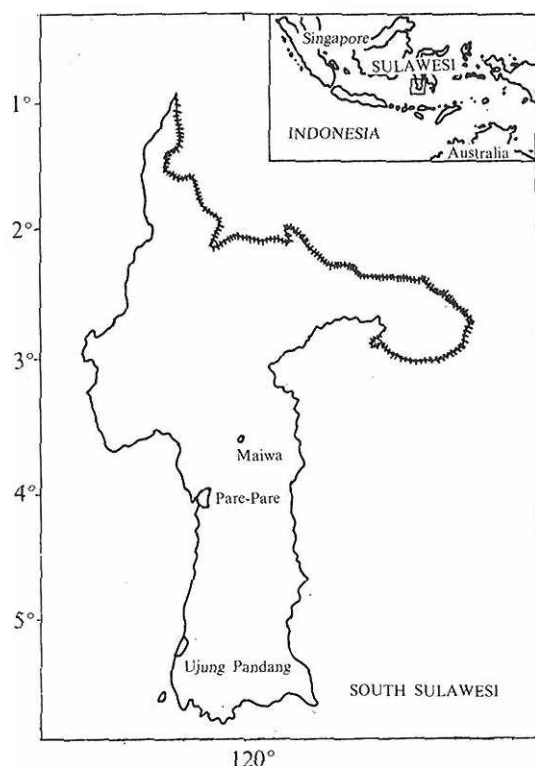 Singapore
SULAWESI
INDONESIA
Australia
1°
2°
3°
Maiwa
4°
Pare-Pare
5°
Ujung Pandang
SOUTH SULAWESI
120°